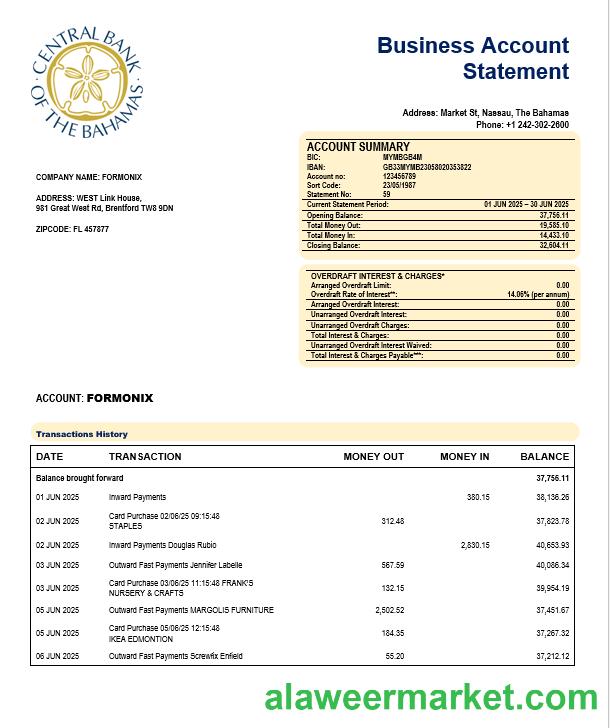 CENTRAL BANK
OF THE BAHAMAS
Business Account
Statement
Address: Market St, Nassau, The Bahamas
Phone: +1 242-302-2600
COMPANY NAME: FORMONIX
ADDRESS: WEST Link House,
981 Great West Rd, Brentford TW8 9DN
ZIPCODE: FL 457877
ACCOUNT SUMMARY
BIC: MYMBGB4M
IBAN: GB33MYMB23058020353822
Account no: 123456789
Sort Code: 23/05/1987
Statement No: 59
Current Statement Period: 01 JUN 2025 – 30 JUN 2025
Opening Balance: 37,756.11
Total Money Out: 19,585.10
Total Money In: 14,433.10
Closing Balance: 32,604.11
OVERDRAFT INTEREST & CHARGES*
Arranged Overdraft Limit: 0.00
Overdraft Rate of Interest**: 14.06% (per annum)
Arranged Overdraft Interest: 0.00
Unarranged Overdraft Interest: 0.00
Unarranged Overdraft Charges: 0.00
Total Interest & Charges: 0.00
Unarranged Overdraft Interest Waived: 0.00
Total Interest & Charges Payable***: 0.00
ACCOUNT: FORMONIX
Transactions History
DATE TRANSACTION MONEY OUT MONEY IN BALANCE
Balance brought forward 37,756.11
01 JUN 2025 Inward Payments 380.15 38,136.26
02 JUN 2025 Card Purchase 02/06/25 09:15:48 312.48 37,823.78
STAPLES
02 JUN 2025 Inward Payments Douglas Rubio 2,830.15 40,653.93
03 JUN 2025 Outward Fast Payments Jennifer Labelle 567.59 40,086.34
03 JUN 2025 Card Purchase 03/06/25 11:15:48 FRANK'S 132.15 39,954.19
NURSERY & CRAFTS
05 JUN 2025 Outward Fast Payments MARGOLIS FURNITURE 2,502.52 37,451.67
05 JUN 2025 Card Purchase 05/06/25 12:15:48 184.35 37,267.32
IKEA EDMONTION
06 JUN 2025 Outward Fast Payments Screwfix Enfield 55.20 37,212.12
alaweermarket.com